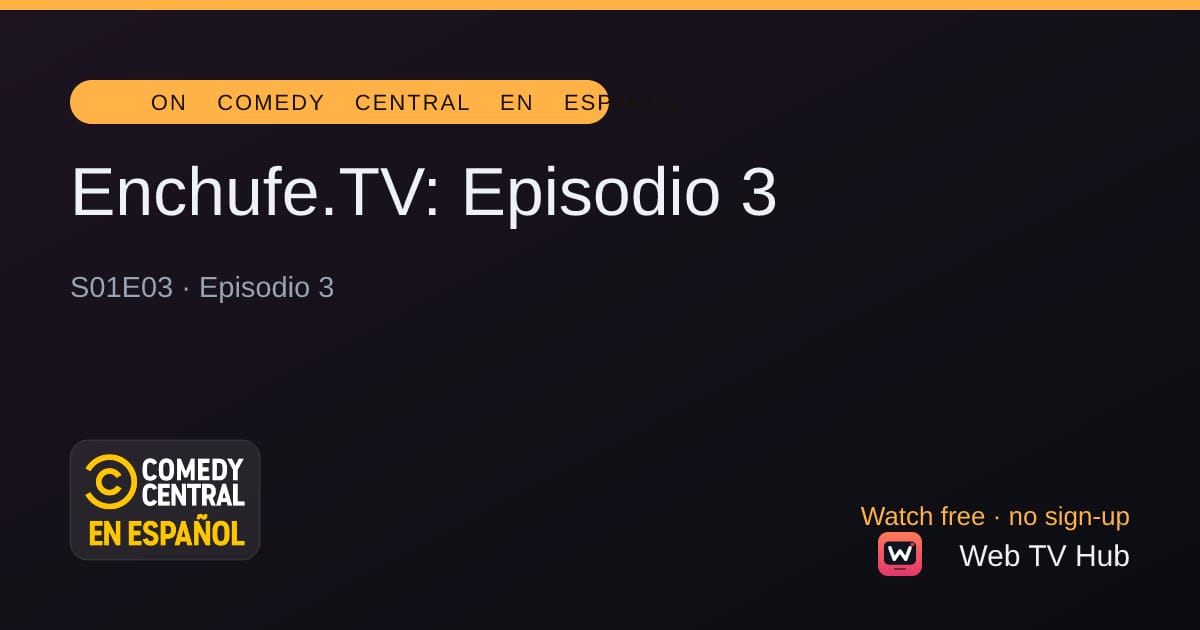 ON COMEDY CENTRAL EN ESPAÑOL
Enchufe.TV: Episodio 3
S01E03 · Episodio 3
COMEDY
CENTRAL
EN ESPAÑOL
Watch free · no sign-up
W
Web TV Hub